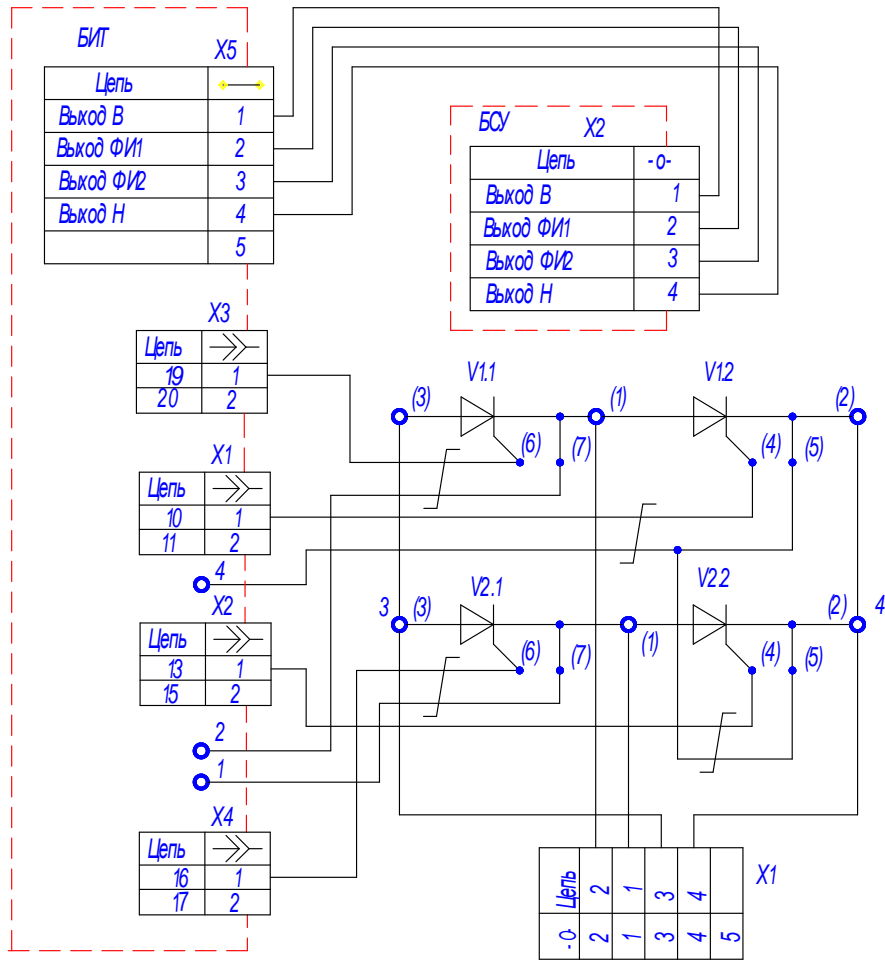 БИТ
X5
Цепь
Выход В 1
Выход ФИ1 2
Выход ФИ2 3
Выход Н 4
5
БСУ
X2
Цепь -о-
Выход В 1
Выход ФИ1 2
Выход ФИ2 3
Выход Н 4
X3
Цепь
19 1
20 2
V1.1
V1.2
(3)
(1)
(2)
(6)
(7)
(4)
(5)
X1
Цепь
10 1
11 2
4
V2.1
V2.2
X2
3
(3)
(1)
(2)
4
(6)
(7)
(4)
(5)
Цепь
13 1
15 2
2
1
X4
Цепь
16 1
17 2
X1
Цепь 2 1 3 4
-о- 2 1 3 4 5